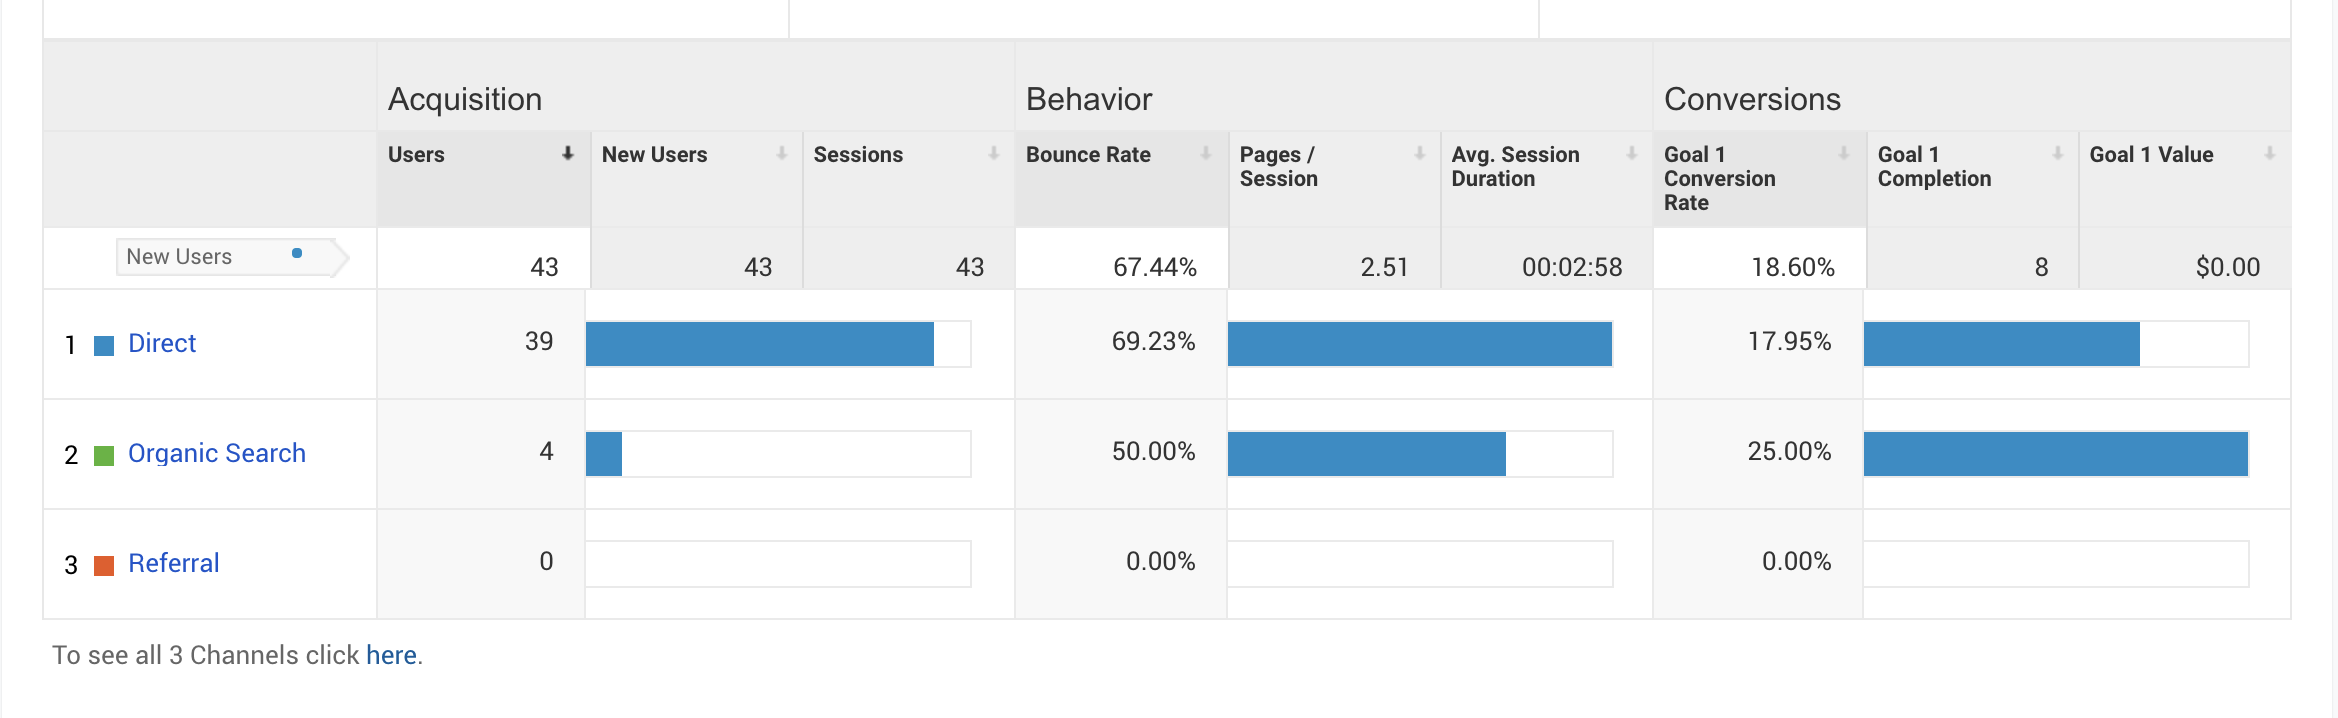 Acquisition Behavior Conversions
Users New Users Sessions Bounce Rate Pages / Session Avg. Session Duration Goal 1 Conversion Rate Goal 1 Completion Goal 1 Value
New Users 43 43 43 67.44% 2.51 00:02:58 18.60% 8 $0.00
1 Direct 39 69.23% 17.95%
2 Organic Search 4 50.00% 25.00%
3 Referral 0 0.00% 0.00%
To see all 3 Channels click here.